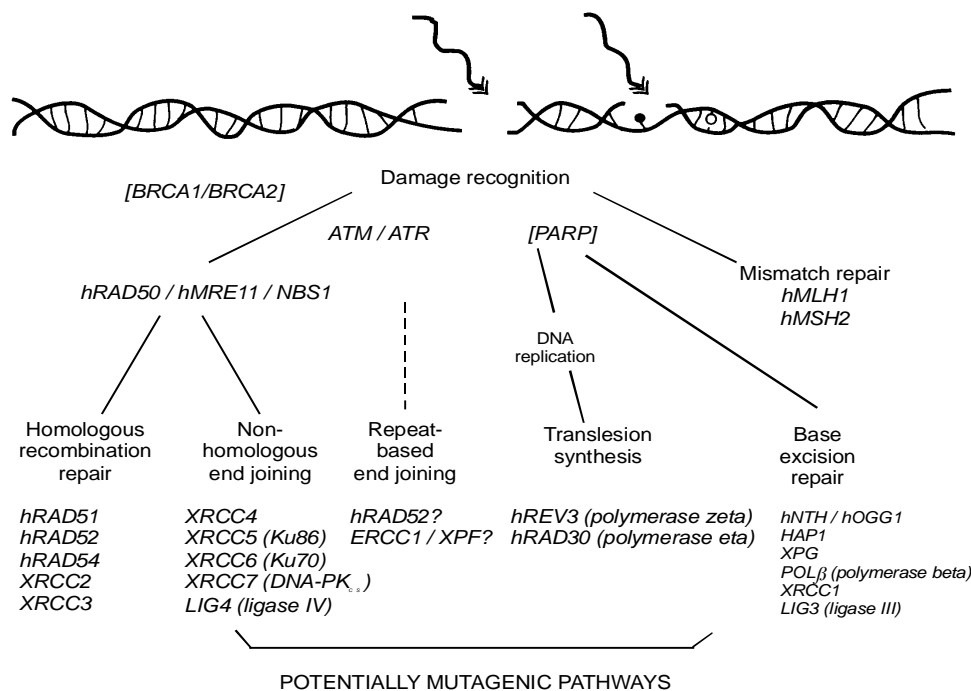 Damage recognition
[BRCA1/BRCA2]
ATM / ATR
[PARP]
hRAD50 / hMRE11 / NBS1
Mismatch repair
hMLH1
hMSH2
DNA
replication
Homologous
recombination
repair
hRAD51
hRAD52
hRAD54
XRCC2
XRCC3
Non-
homologous
end joining
XRCC4
XRCC5 (Ku86)
XRCC6 (Ku70)
XRCC7 (DNA-PKcs)
LIG4 (ligase IV)
Repeat-
based
end joining
hRAD52?
ERCC1 / XPF?
Translesion
synthesis
hREV3 (polymerase zeta)
hRAD30 (polymerase eta)
Base
excision
repair
hNTH / hOGG1
HAP1
XPG
POLβ (polymerase beta)
XRCC1
LIG3 (ligase III)
POTENTIALLY MUTAGENIC PATHWAYS